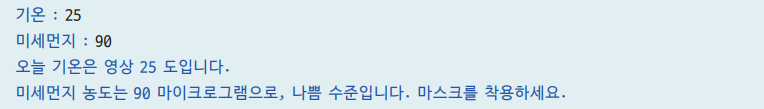 기온 : 25
미세먼지 : 90
오늘 기온은 영상 25 도입니다.
미세먼지 농도는 90 마이크로그램으로, 나쁨 수준입니다. 마스크를 착용하세요.